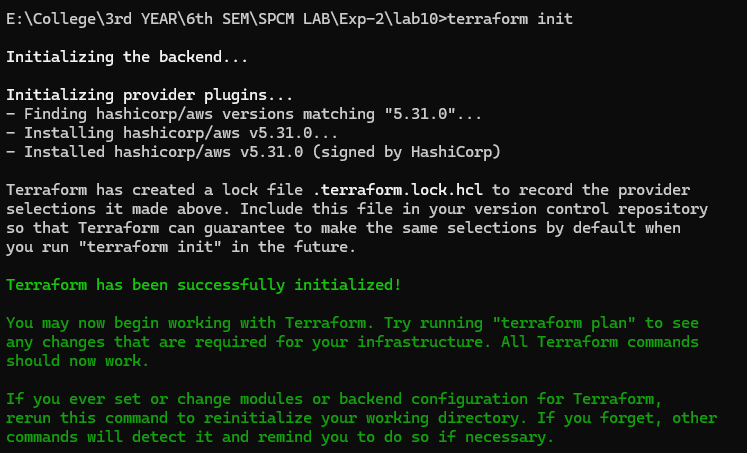 E:\College\3rd YEAR\6th SEM\SPCM LAB\Exp-2\lab10>terraform init
Initializing the backend...
Initializing provider plugins...
- Finding hashicorp/aws versions matching "5.31.0"...
- Installing hashicorp/aws v5.31.0...
- Installed hashicorp/aws v5.31.0 (signed by HashiCorp)
Terraform has created a lock file .terraform.lock.hcl to record the provider
selections it made above. Include this file in your version control repository
so that Terraform can guarantee to make the same selections by default when
you run "terraform init" in the future.
Terraform has been successfully initialized!
You may now begin working with Terraform. Try running "terraform plan" to see
any changes that are required for your infrastructure. All Terraform commands
should now work.
If you ever set or change modules or backend configuration for Terraform,
rerun this command to reinitialize your working directory. If you forget, other
commands will detect it and remind you to do so if necessary.